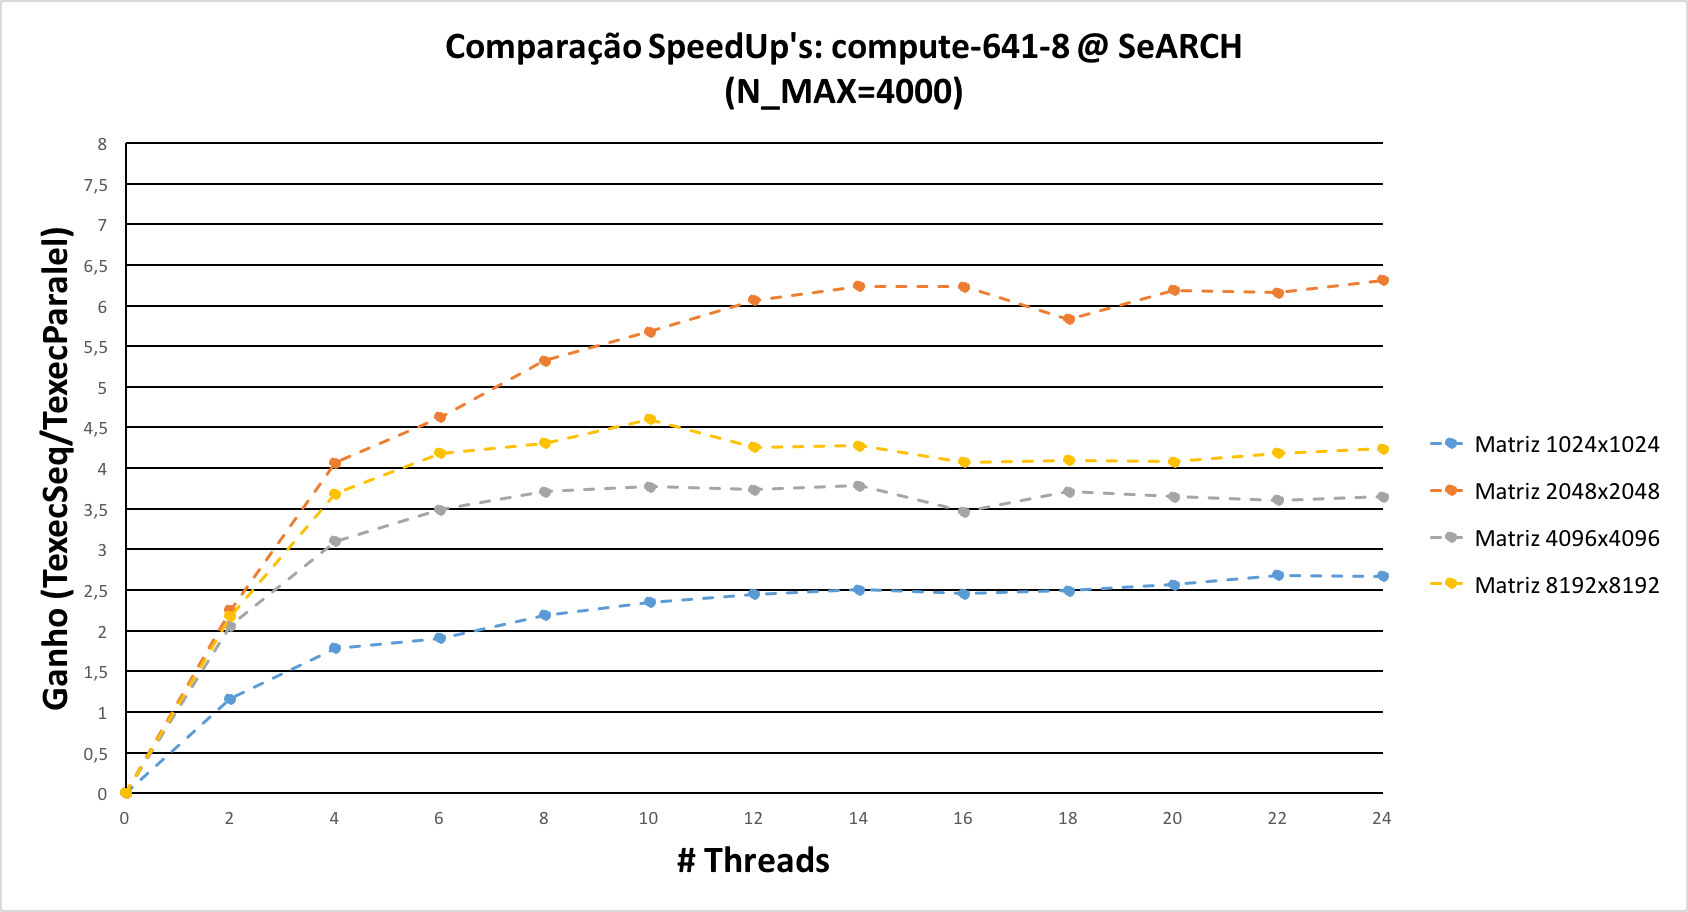 Comparação SpeedUp's: compute-641-8 @ SeARCH
(N_MAX=4000)
Ganho (TexecSeq/TexecParalel)
8
7,5
7
6,5
6
5,5
5
4,5
4
3,5
3
2,5
2
1,5
1
0,5
0
0 2 4 6 8 10 12 14 16 18 20 22 24
# Threads
Matriz 1024x1024
Matriz 2048x2048
Matriz 4096x4096
Matriz 8192x8192